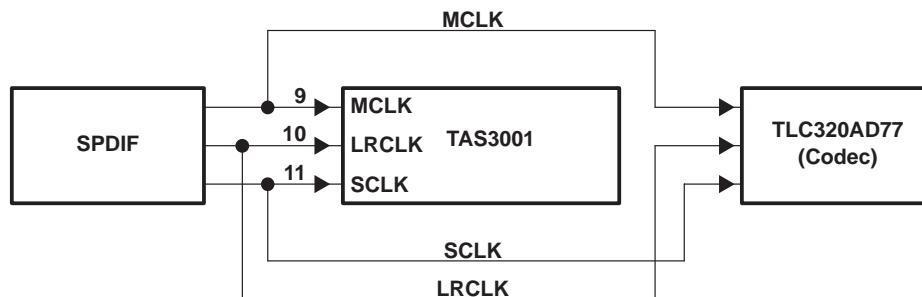 MCLK
SPDIF
9
10
11
MCLK
LRCLK
SCLK
TAS3001
TLC320AD77
(Codec)
SCLK
LRCLK